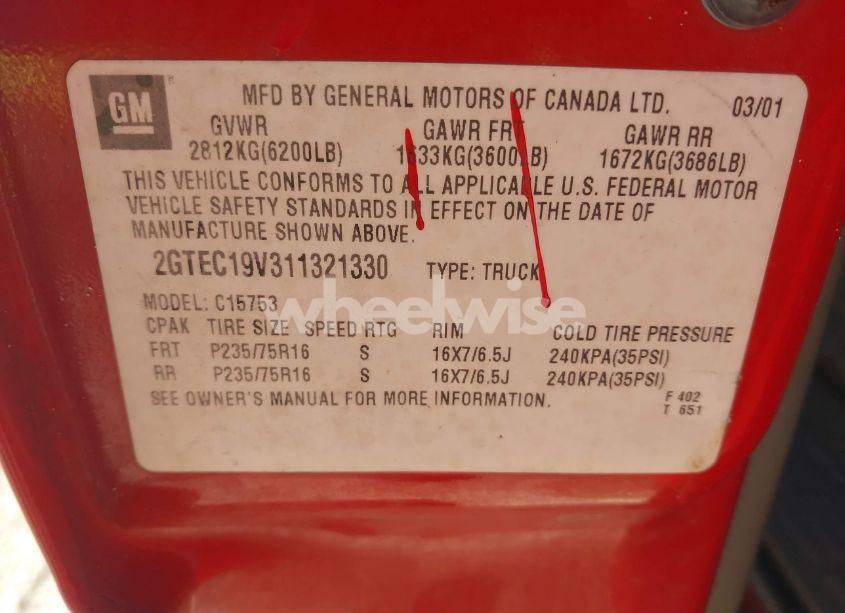 GM
MFD BY GENERAL MOTORS OF CANADA LTD. 03/01
GVWR GAWR FRT GAWR RR
2812KG(6200LB) 1633KG(3600LB) 1672KG(3686LB)
THIS VEHICLE CONFORMS TO ALL APPLICABLE U.S. FEDERAL MOTOR
VEHICLE SAFETY STANDARDS IN EFFECT ON THE DATE OF
MANUFACTURE SHOWN ABOVE.
2GTEC19V311321330 TYPE: TRUCK
MODEL: C15753
wheelwise
CPAK TIRE SIZE SPEED RTG RIM COLD TIRE PRESSURE
FRT P235/75R16 S 16X7/6.5J 240KPA(35PSI)
RR P235/75R16 S 16X7/6.5J 240KPA(35PSI)
SEE OWNER'S MANUAL FOR MORE INFORMATION. F 402
T 651